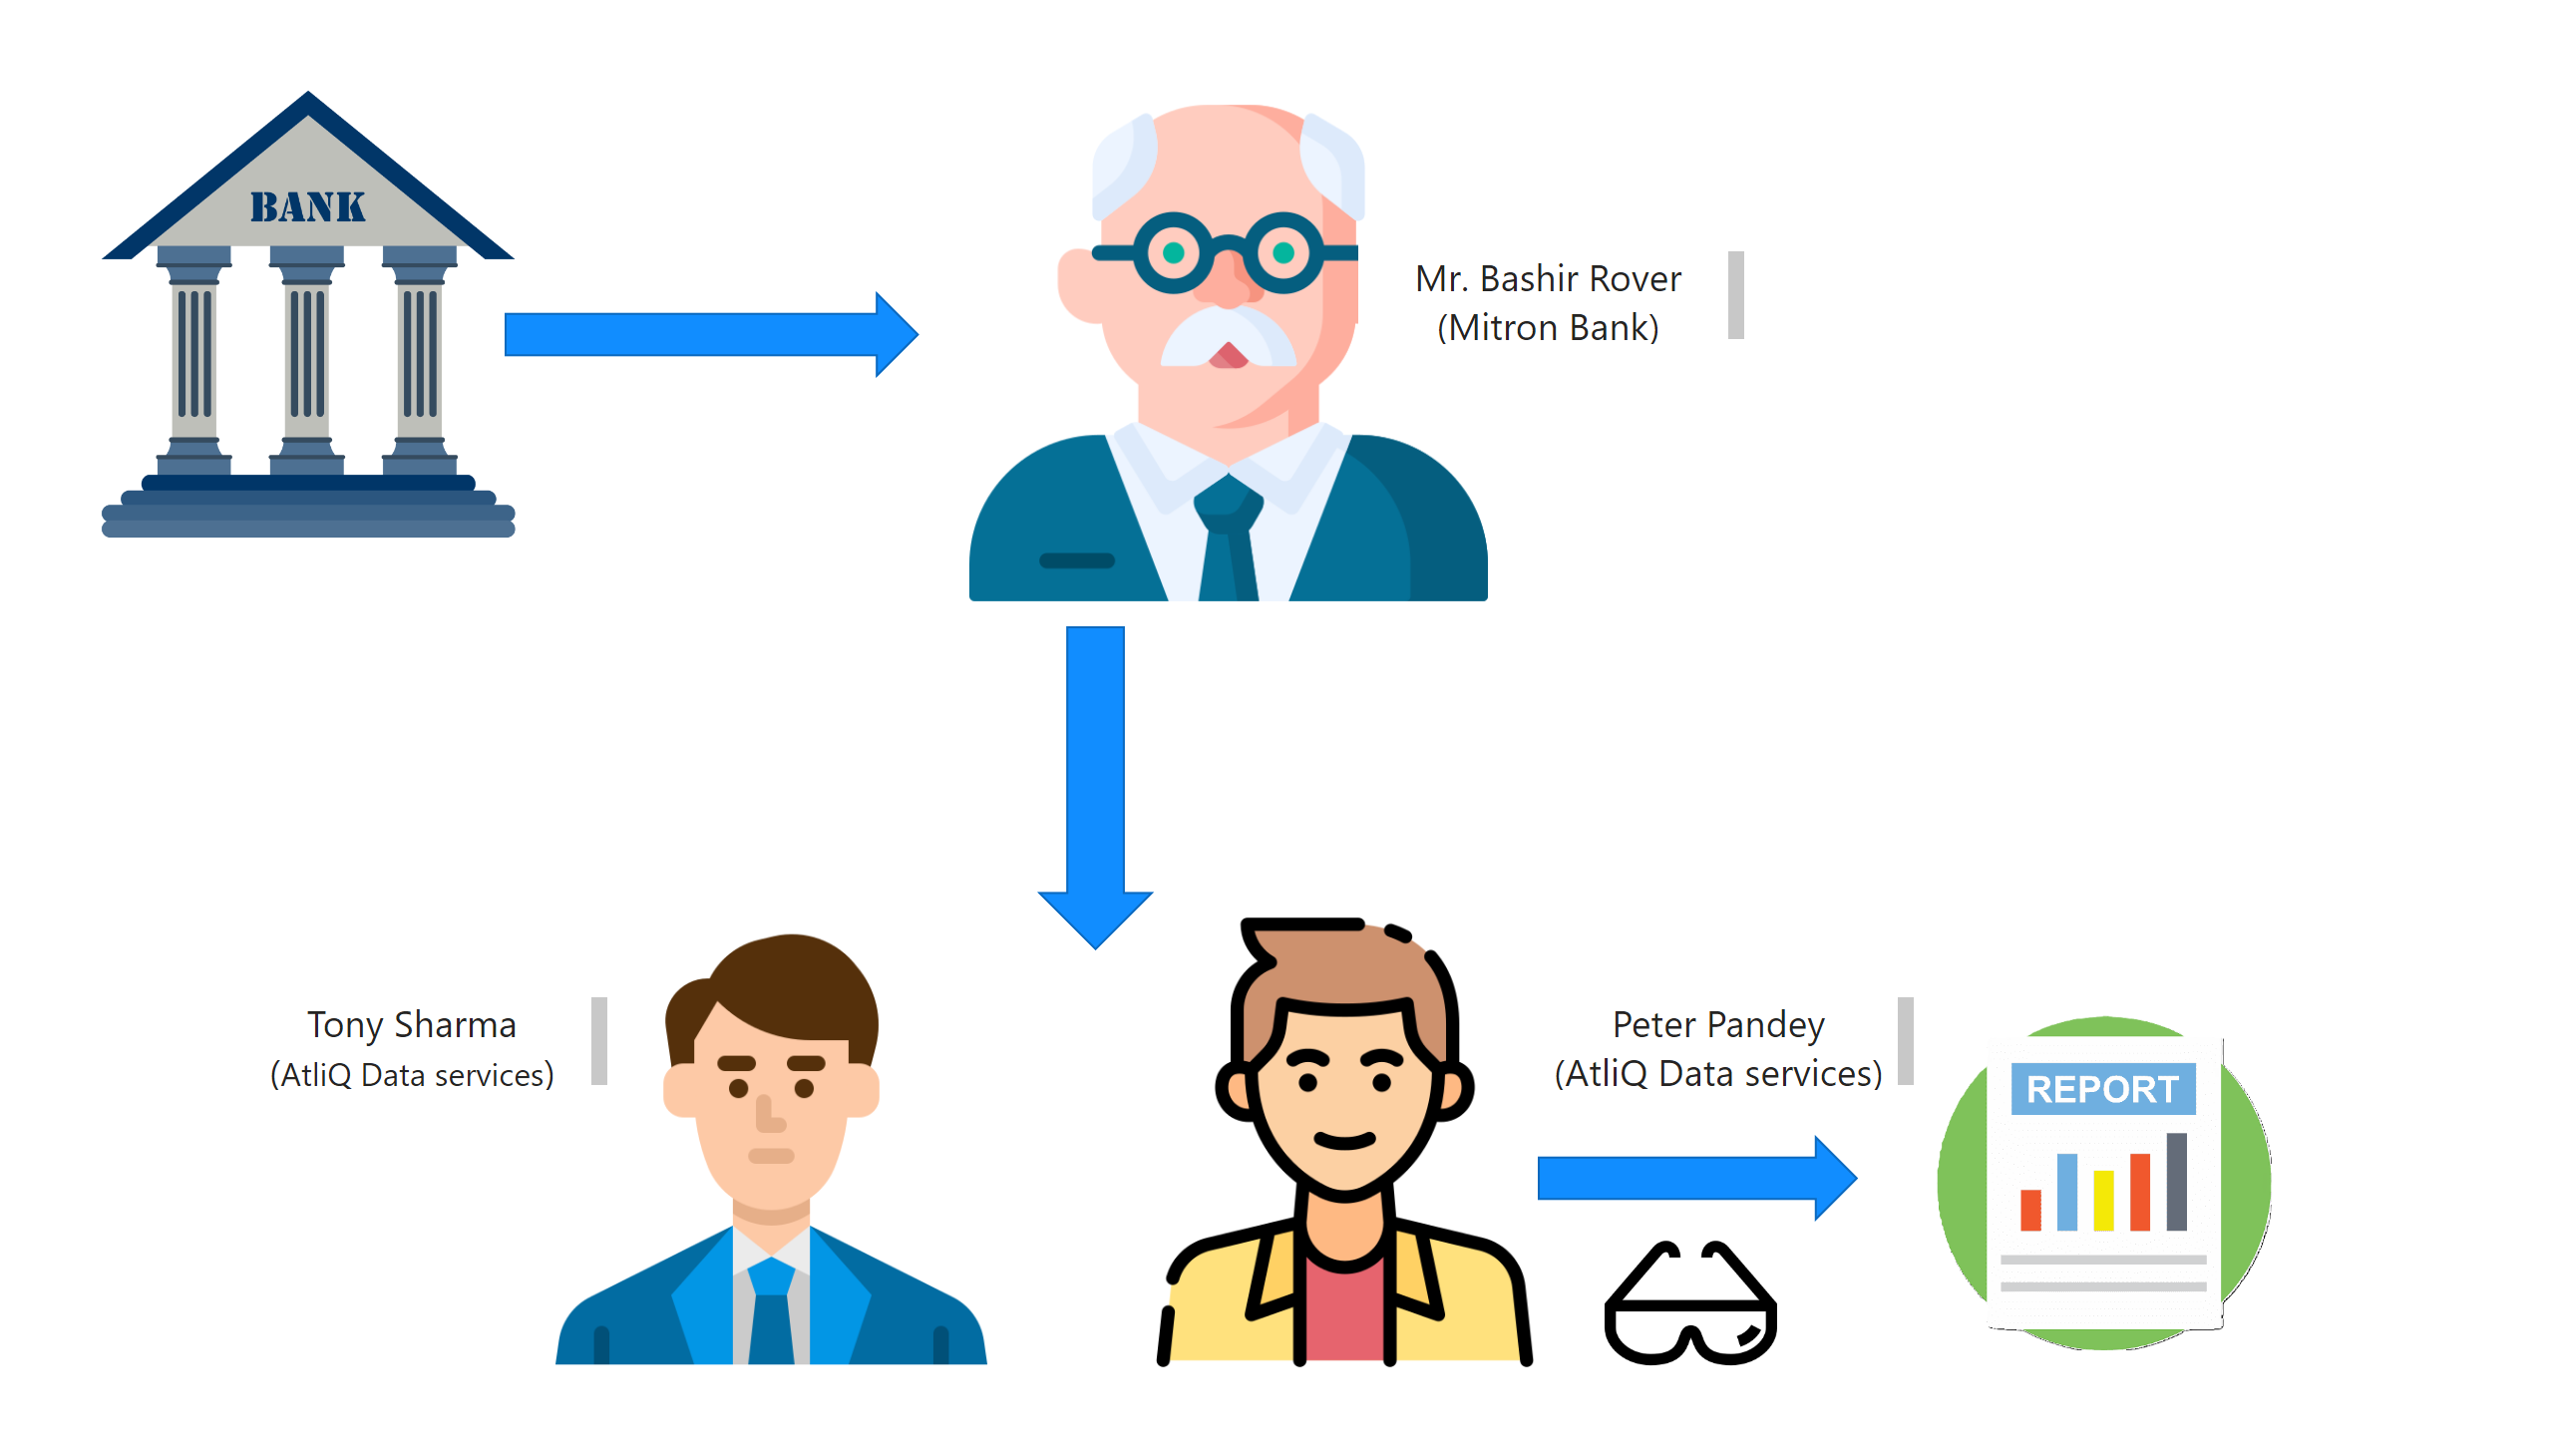 BANK
Mr. Bashir Rover
(Mitron Bank)
Tony Sharma
(AtliQ Data services)
Peter Pandey
(AtliQ Data services)
REPORT